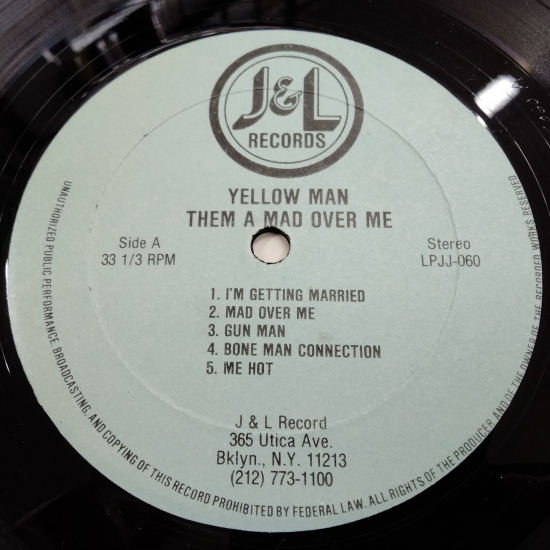 J&L
RECORDS
YELLOW MAN
THEM A MAD OVER ME
Side A
33 1/3 RPM
Stereo
LPJJ-060
1. I'M GETTING MARRIED
2. MAD OVER ME
3. GUN MAN
4. BONE MAN CONNECTION
5. ME HOT
J & L Record
365 Utica Ave.
Bklyn., N.Y. 11213
(212) 773-1100
UNAUTHORIZED PUBLIC PERFORMANCE, BROADCASTING, AND COPYING OF THIS RECORD PROHIBITED BY FEDERAL LAW. ALL RIGHTS OF THE PRODUCER AND OF THE OWNER OF THE RECORDED WORKS RESERVED